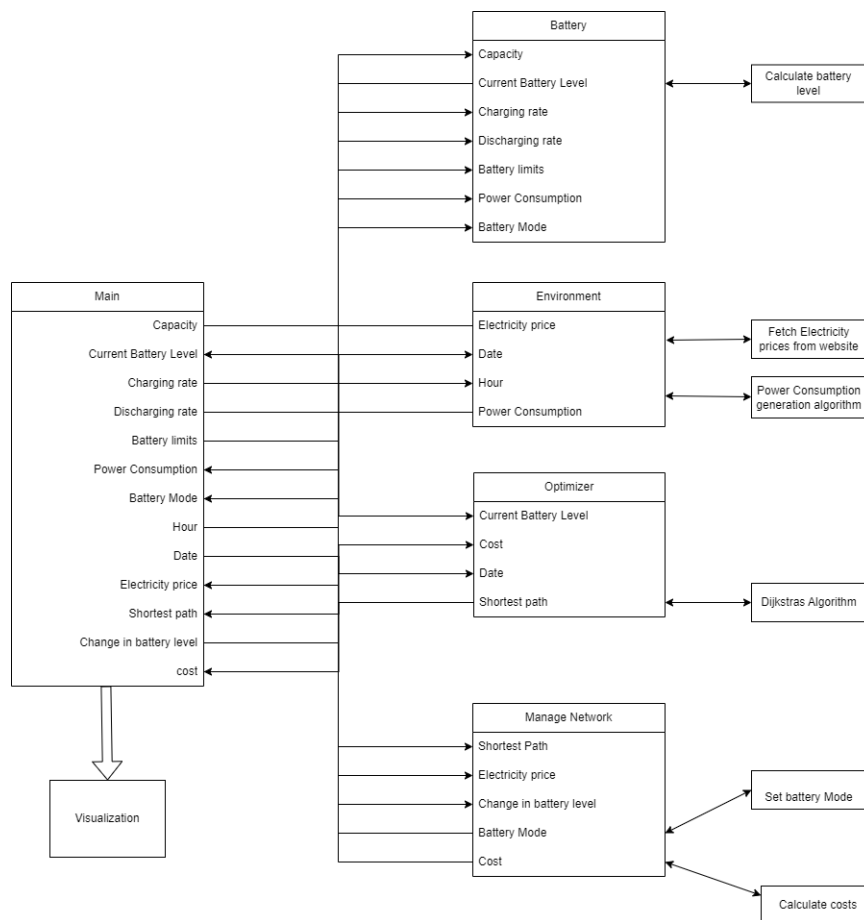 Battery
Capacity
Current Battery Level
Charging rate
Discharging rate
Battery limits
Power Consumption
Battery Mode
Calculate battery
level
Main
Capacity
Current Battery Level
Charging rate
Discharging rate
Battery limits
Power Consumption
Battery Mode
Hour
Date
Electricity price
Shortest path
Change in battery level
cost
Environment
Electricity price
Date
Hour
Power Consumption
Fetch Electricity
prices from website
Power Consumption
generation algorithm
Optimizer
Current Battery Level
Cost
Date
Shortest path
Dijkstras Algorithm
Manage Network
Shortest Path
Electricity price
Change in battery level
Battery Mode
Cost
Set battery Mode
Calculate costs
Visualization